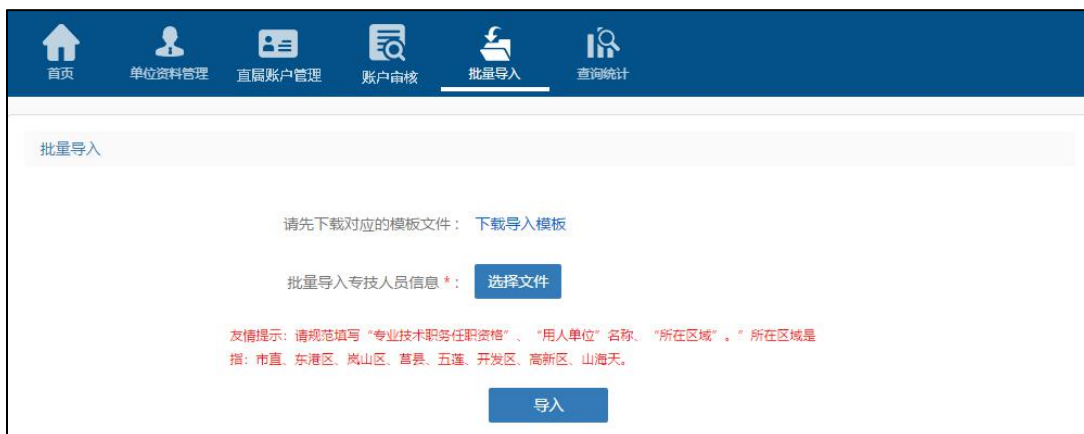 首页
单位资料管理
直属账户管理
账户审核
批量导入
查询统计
批量导入
请先下载对应的模板文件： 下载导入模板
批量导入专技人员信息 *： 选择文件
友情提示：请规范填写“专业技术职务任职资格”、“用人单位”名称、“所在区域”。”所在区域是
指：市直、东港区、岚山区、莒县、五莲、开发区、高新区、山海天。
导入